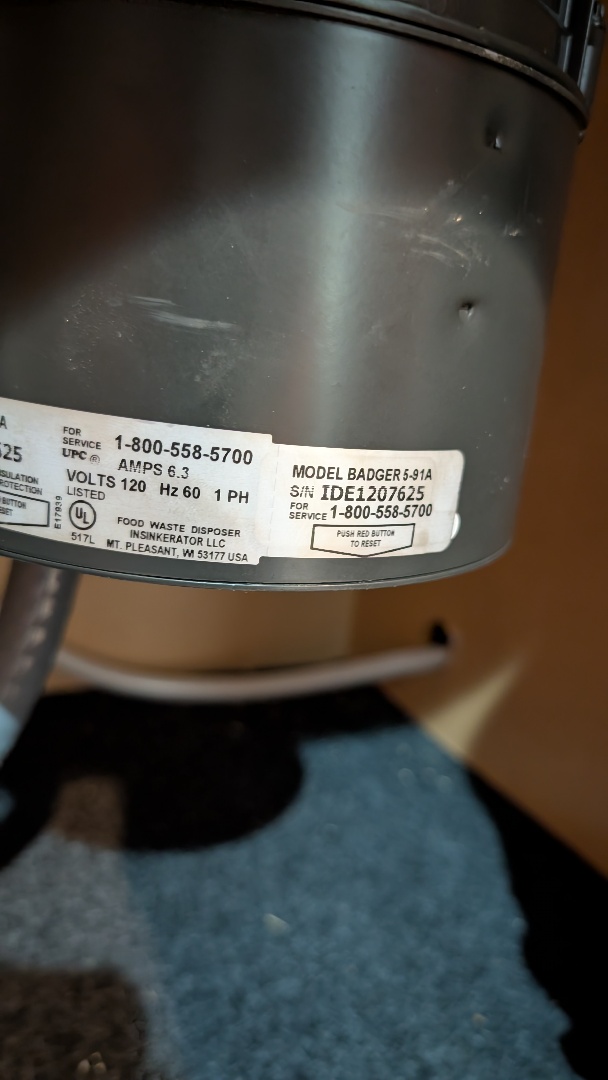 A
625
BUTTON
FOR
SERVICE 1-800-558-5700
UPC ®
AMPS 6.3
VOLTS 120 Hz 60 1 PH
LISTED
E17939
UL
517L
FOOD WASTE DISPOSER
INSINKERATOR LLC
MT. PLEASANT, WI 53177 USA
MODEL BADGER 5-91A
S/N IDE1207625
FOR
SERVICE 1-800-558-5700
PUSH RED BUTTON
TO RESET